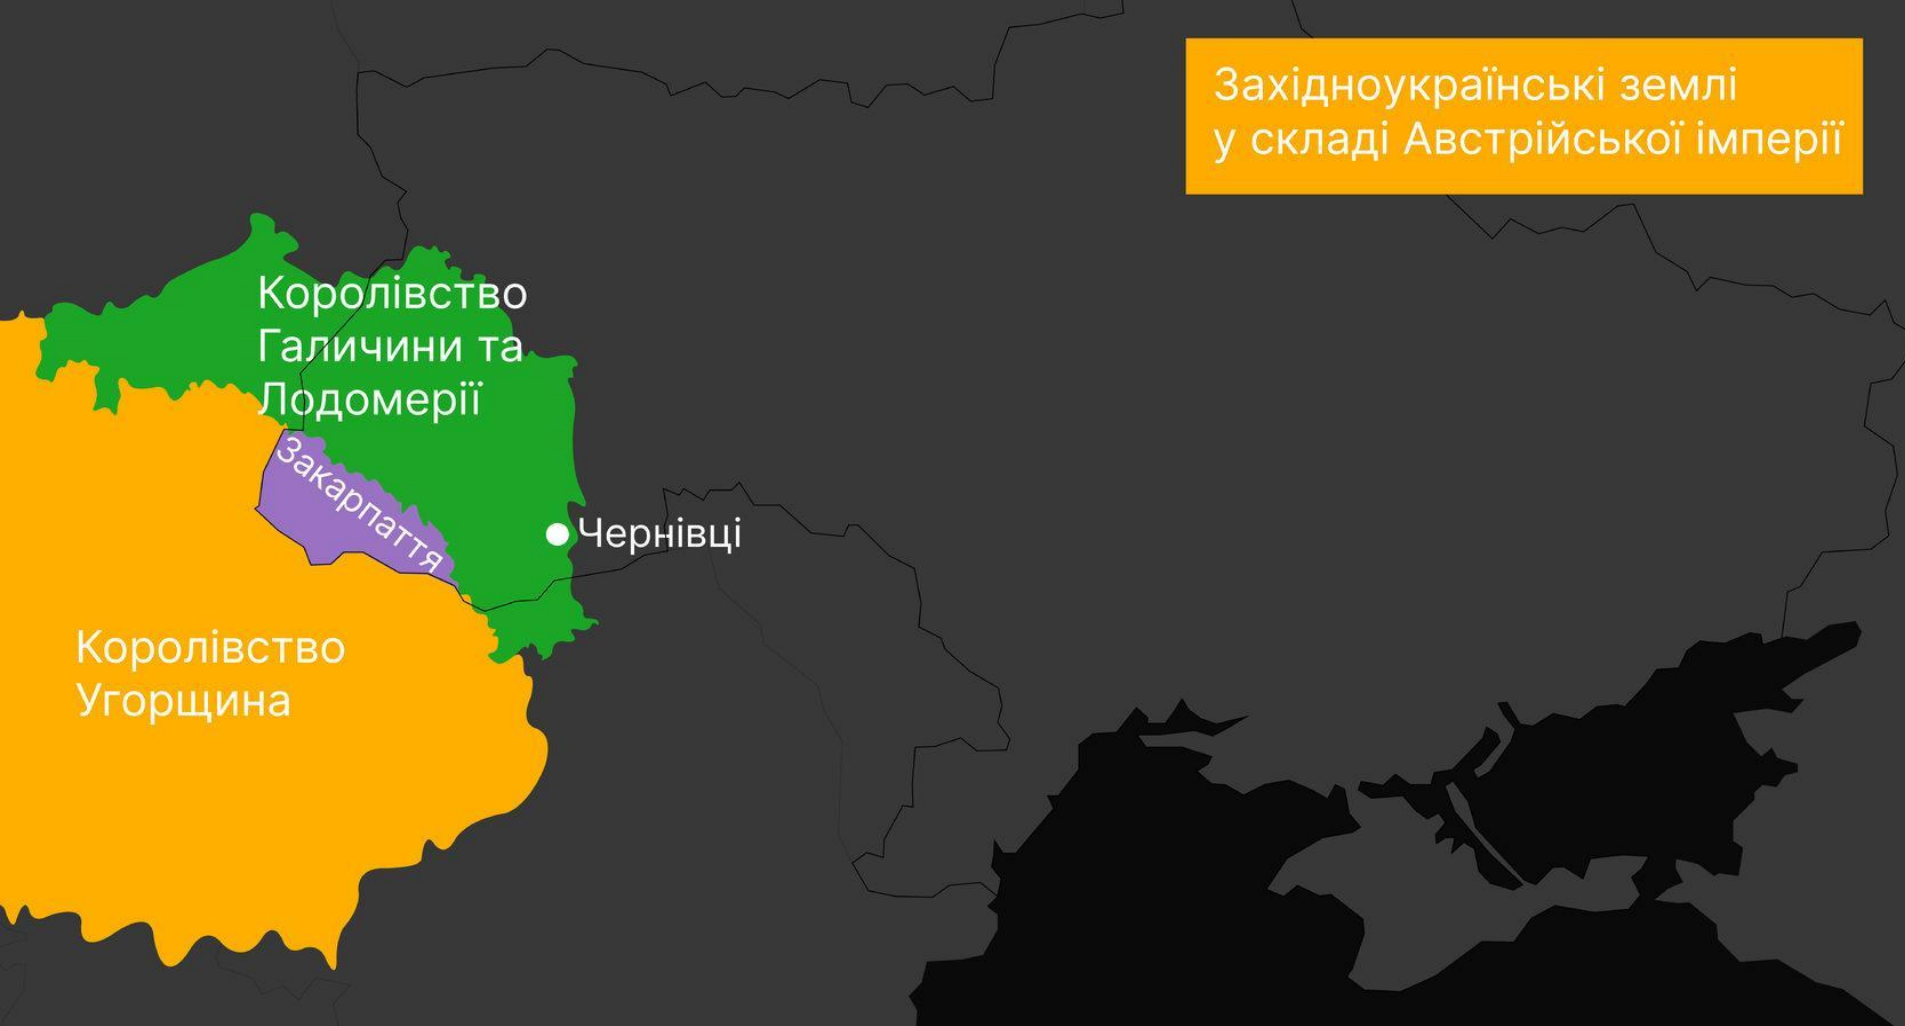 Західноукраїнські землі
у складі Австрійської імперії
Королівство
Галичини та
Лодомерії
Закарпаття
Чернівці
Королівство
Угорщина